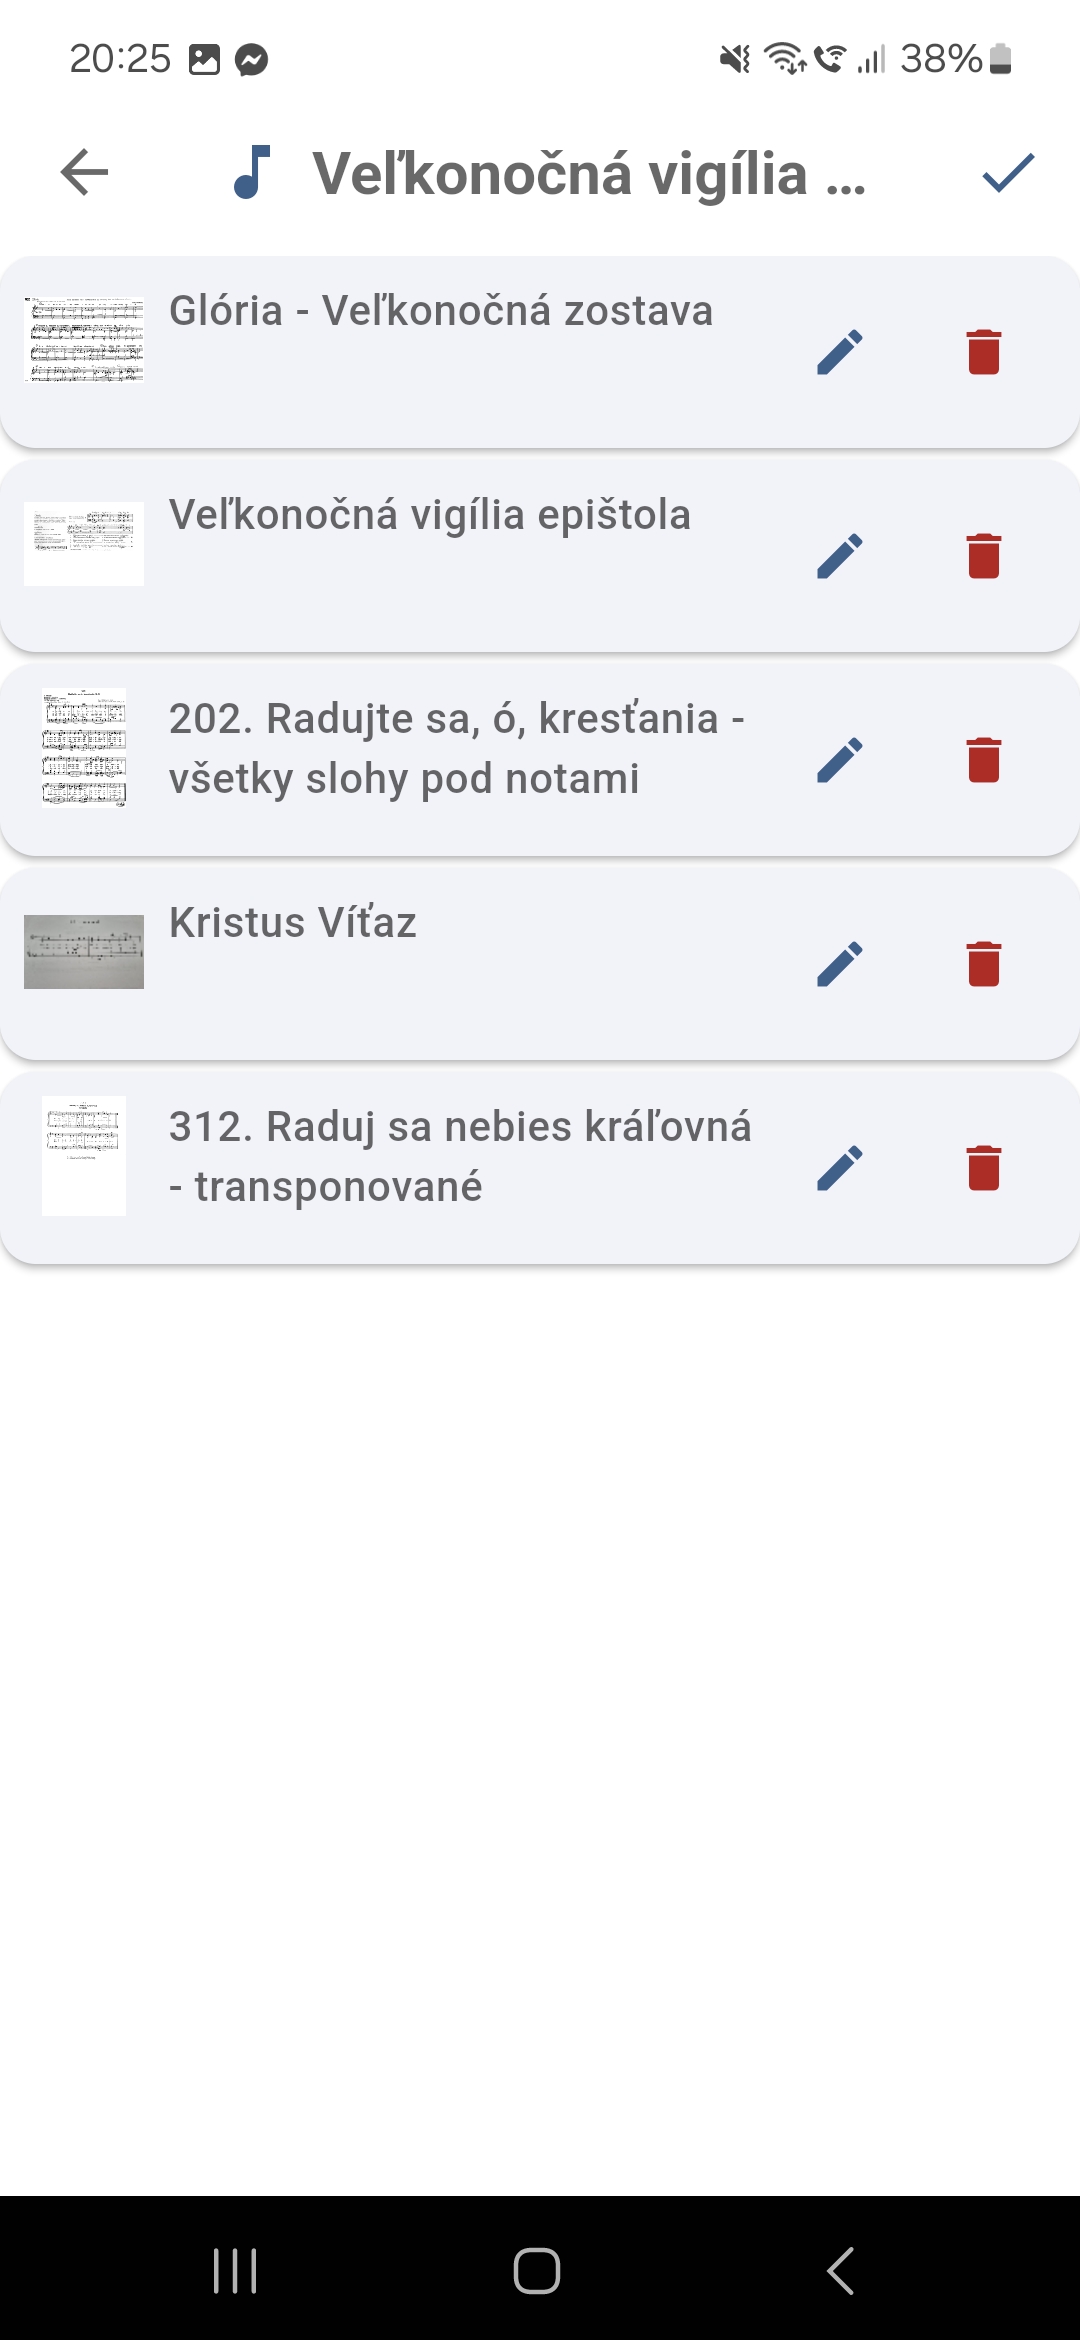 20:25 38%
Veľkonočná vigília ...
Glória - Veľkonočná zostava
Veľkonočná vigília epištola
202. Radujte sa, ó, kresťania -
všetky slohy pod notami
Kristus Víťaz
312. Raduj sa nebies kráľovná
- transponované